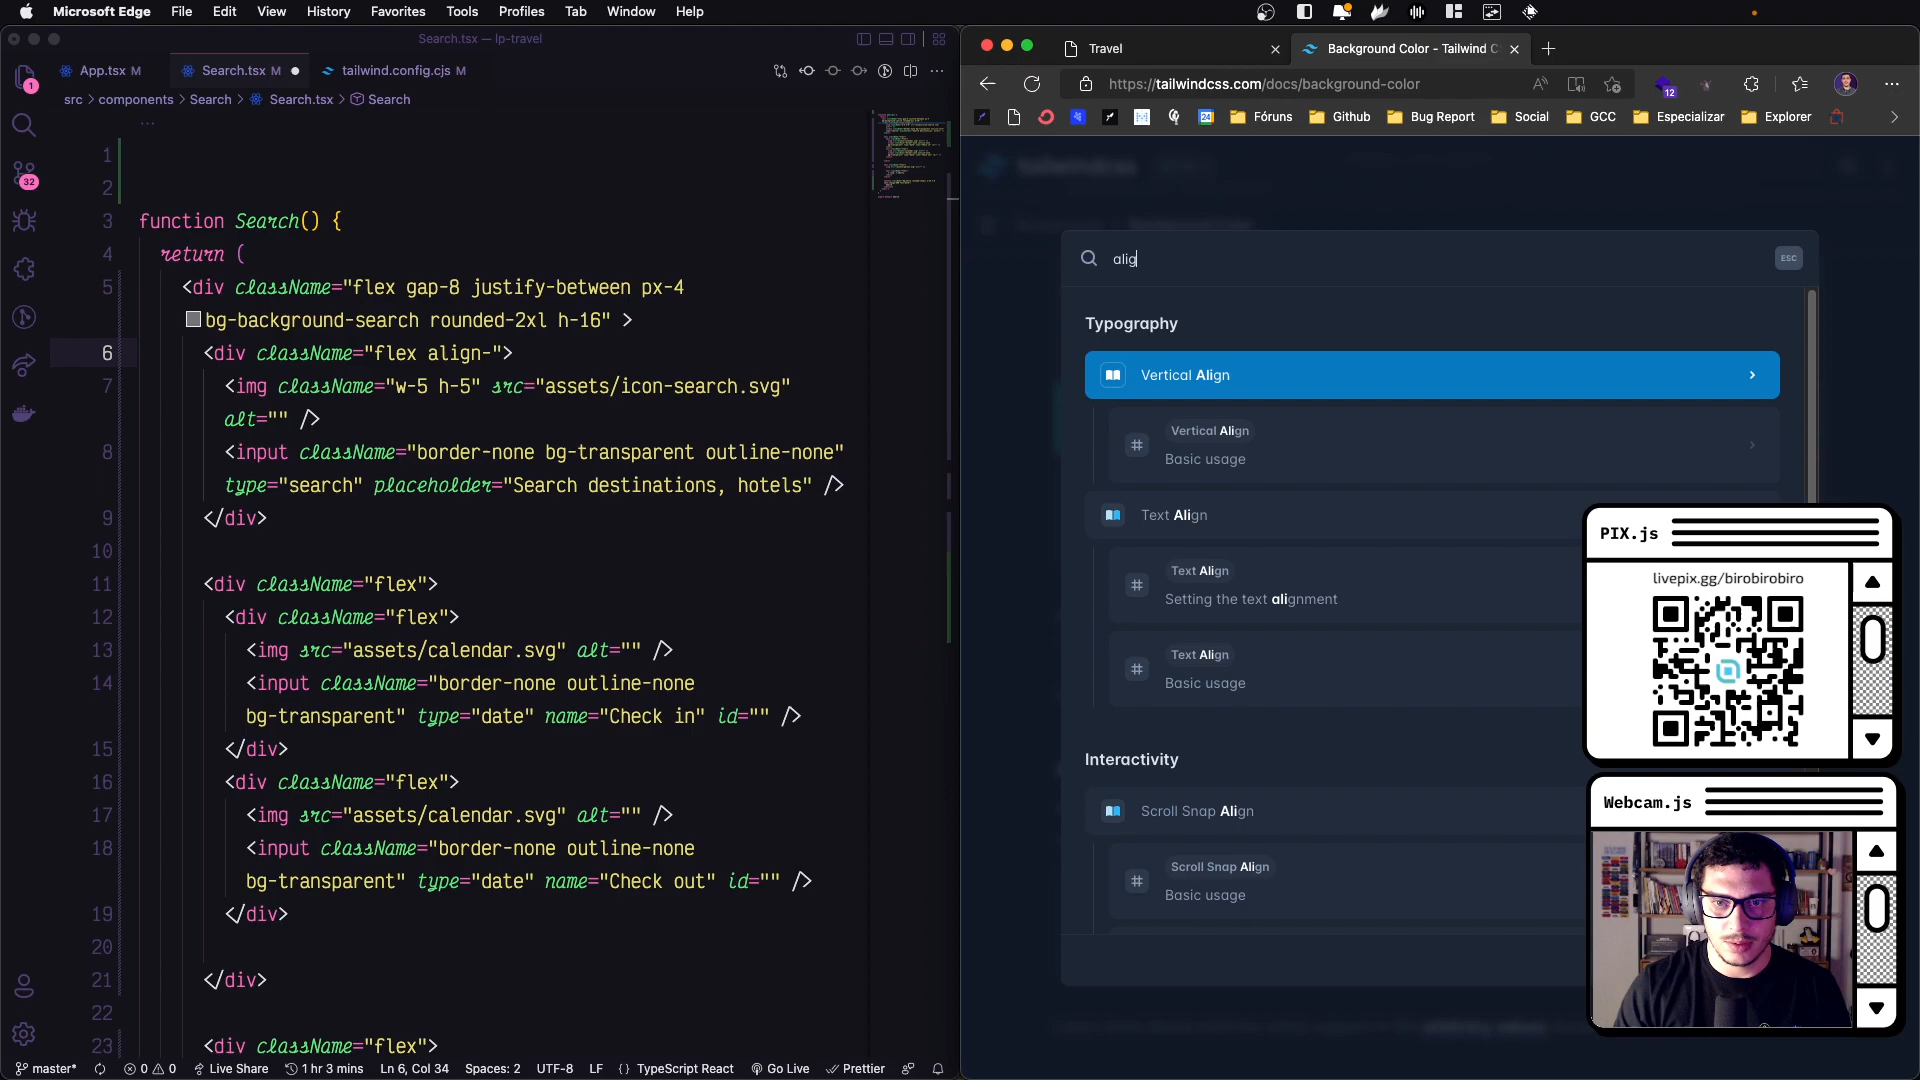 Microsoft Edge File Edit View History Favorites Tools Profiles Tab Window Help
Search.tsx — lp-travel
App.tsx M
Search.tsx M
tailwind.config.cjs M
src > components > Search > Search.tsx > Search
...
1
2
3 function Search() {
4 return (
5 <div className="flex gap-8 justify-between px-4
bg-background-search rounded-2xl h-16" >
6 <div className="flex align-">
7 <img className="w-5 h-5" src="assets/icon-search.svg"
alt="" />
8 <input className="border-none bg-transparent outline-none"
type="search" placeholder="Search destinations, hotels" />
9 </div>
10
11 <div className="flex">
12 <div className="flex">
13 <img src="assets/calendar.svg" alt="" />
14 <input className="border-none outline-none
bg-transparent" type="date" name="Check in" id="" />
15 </div>
16 <div className="flex">
17 <img src="assets/calendar.svg" alt="" />
18 <input className="border-none outline-none
bg-transparent" type="date" name="Check out" id="" />
19 </div>
20
21 </div>
22
23 <div className="flex">
1
32
master* 0 0 Live Share 1 hr 3 mins Ln 6, Col 34 Spaces: 2 UTF-8 LF {} TypeScript React Go Live Prettier
Travel
Background Color - Tailwind C
https://tailwindcss.com/docs/background-color
12
24
Fóruns
Github
Bug Report
Social
GCC
Especializar
Explorer
tailwindcss
alig
ESC
Typography
Vertical Align
Vertical Align
Basic usage
Text Align
Text Align
Setting the text alignment
Text Align
Basic usage
Interactivity
Scroll Snap Align
Scroll Snap Align
Basic usage
PIX.js
livepix.gg/birobirobiro
Webcam.js